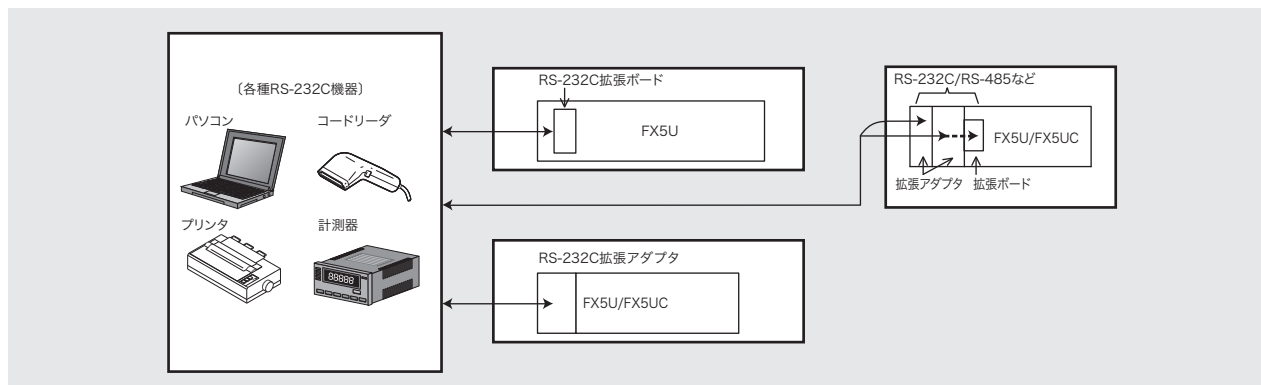 〔各種RS-232C機器〕
パソコン
コードリーダ
プリンタ
計測器
88888
RS-232C拡張ボード
FX5U
RS-232C拡張アダプタ
FX5U/FX5UC
RS-232C/RS-485など
FX5U/FX5UC
拡張アダプタ
拡張ボード